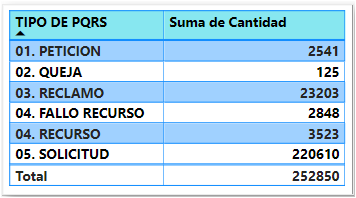 TIPO DE PQRS Suma de Cantidad
01. PETICION 2541
02. QUEJA 125
03. RECLAMO 23203
04. FALLO RECURSO 2848
04. RECURSO 3523
05. SOLICITUD 220610
Total 252850